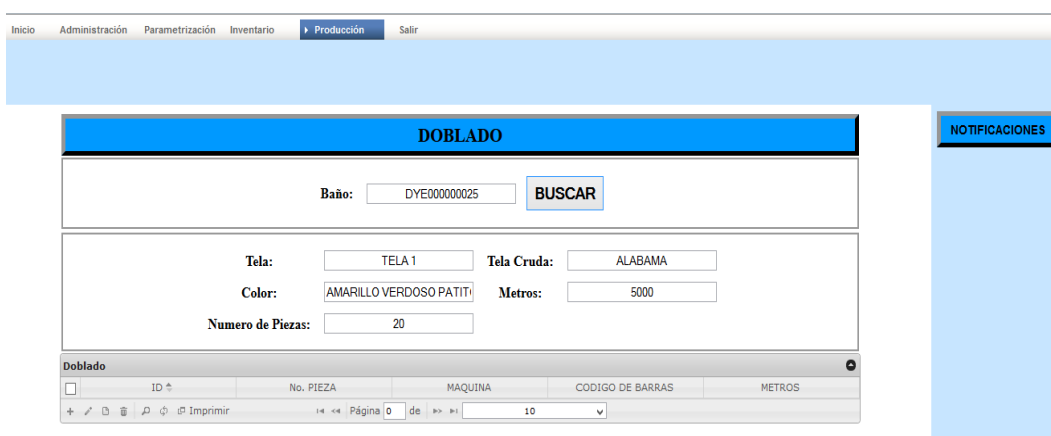 Inicio Administración Parametrización Inventario Producción Salir
DOBLADO
NOTIFICACIONES
Baño: DYE000000025 BUSCAR
Tela: TELA 1 Tela Cruda: ALABAMA
Color: AMARILLO VERDOSO PATIT Metros: 5000
Numero de Piezas: 20
Doblado
ID No. PIEZA MAQUINA CODIGO DE BARRAS METROS
Imprimir Página 0 de 10